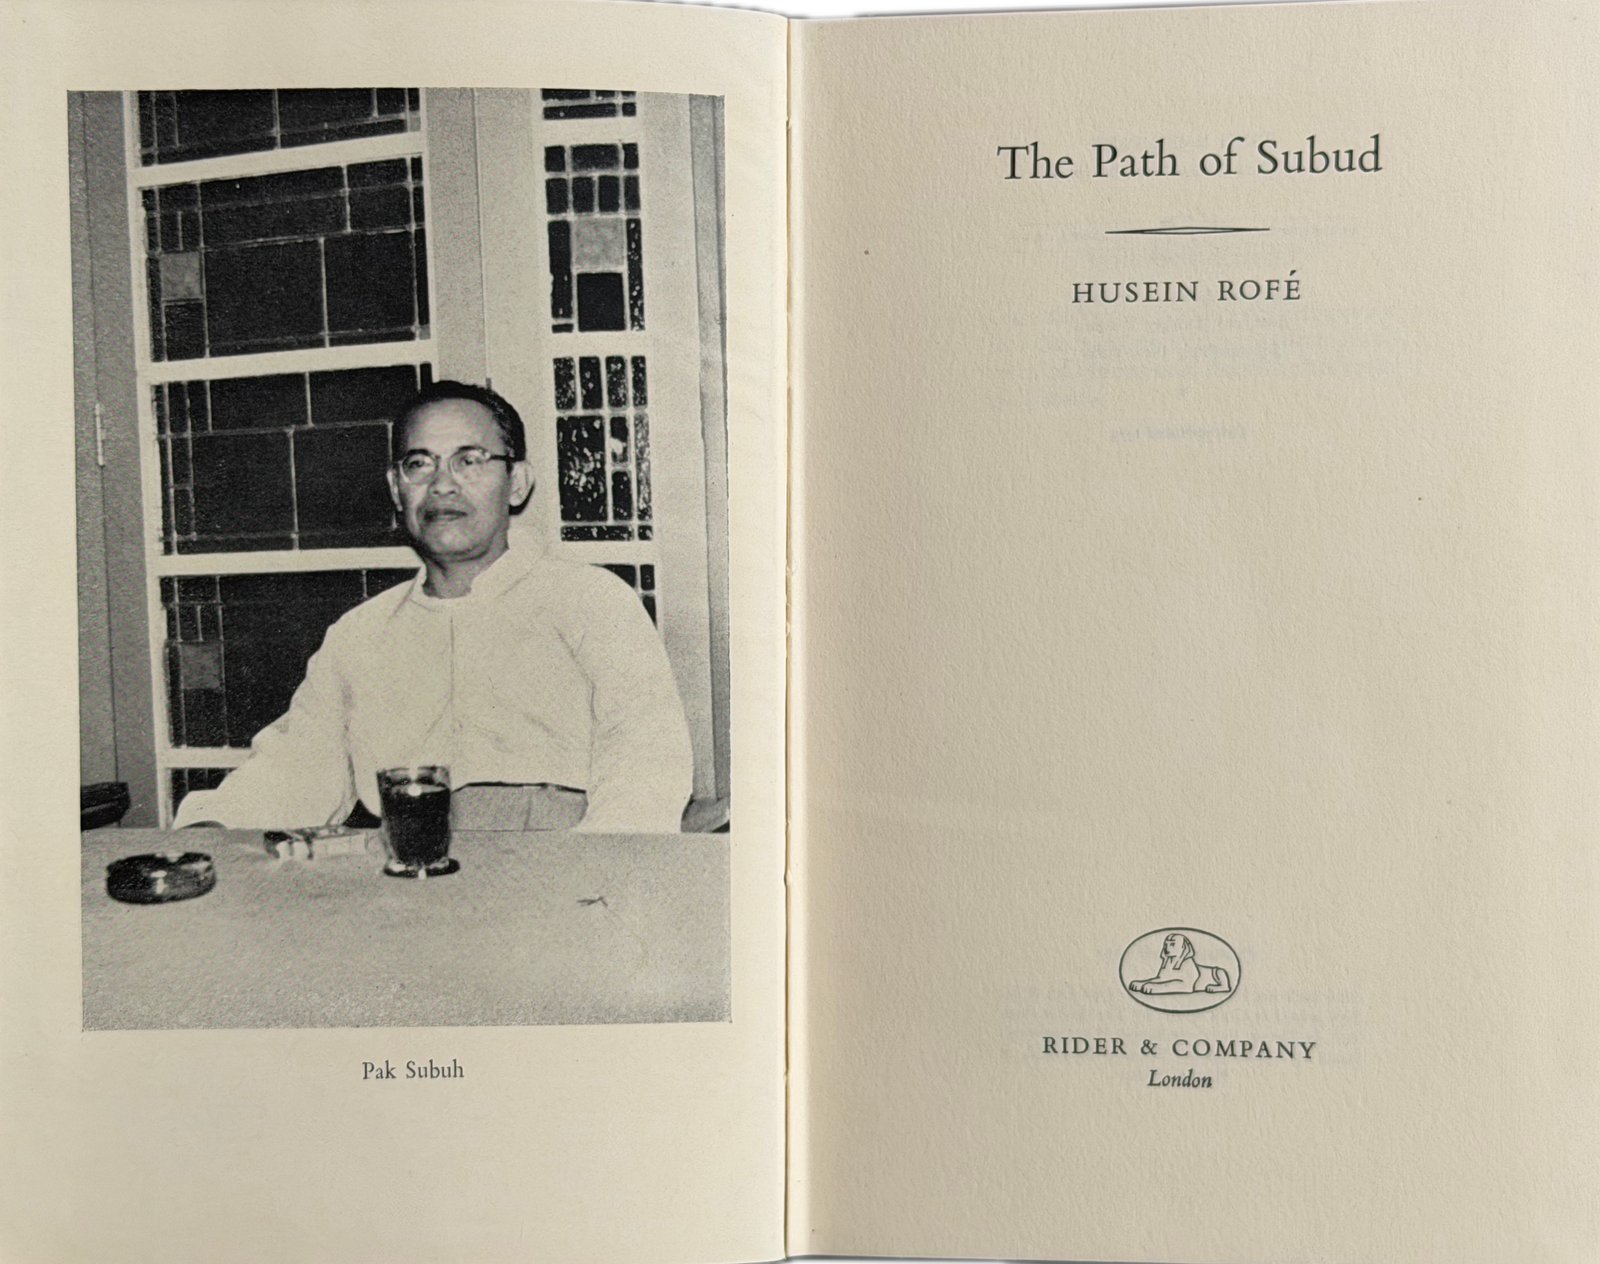 Pak Subuh
The Path of Subud
HUSEIN ROFÉ
RIDER & COMPANY
London